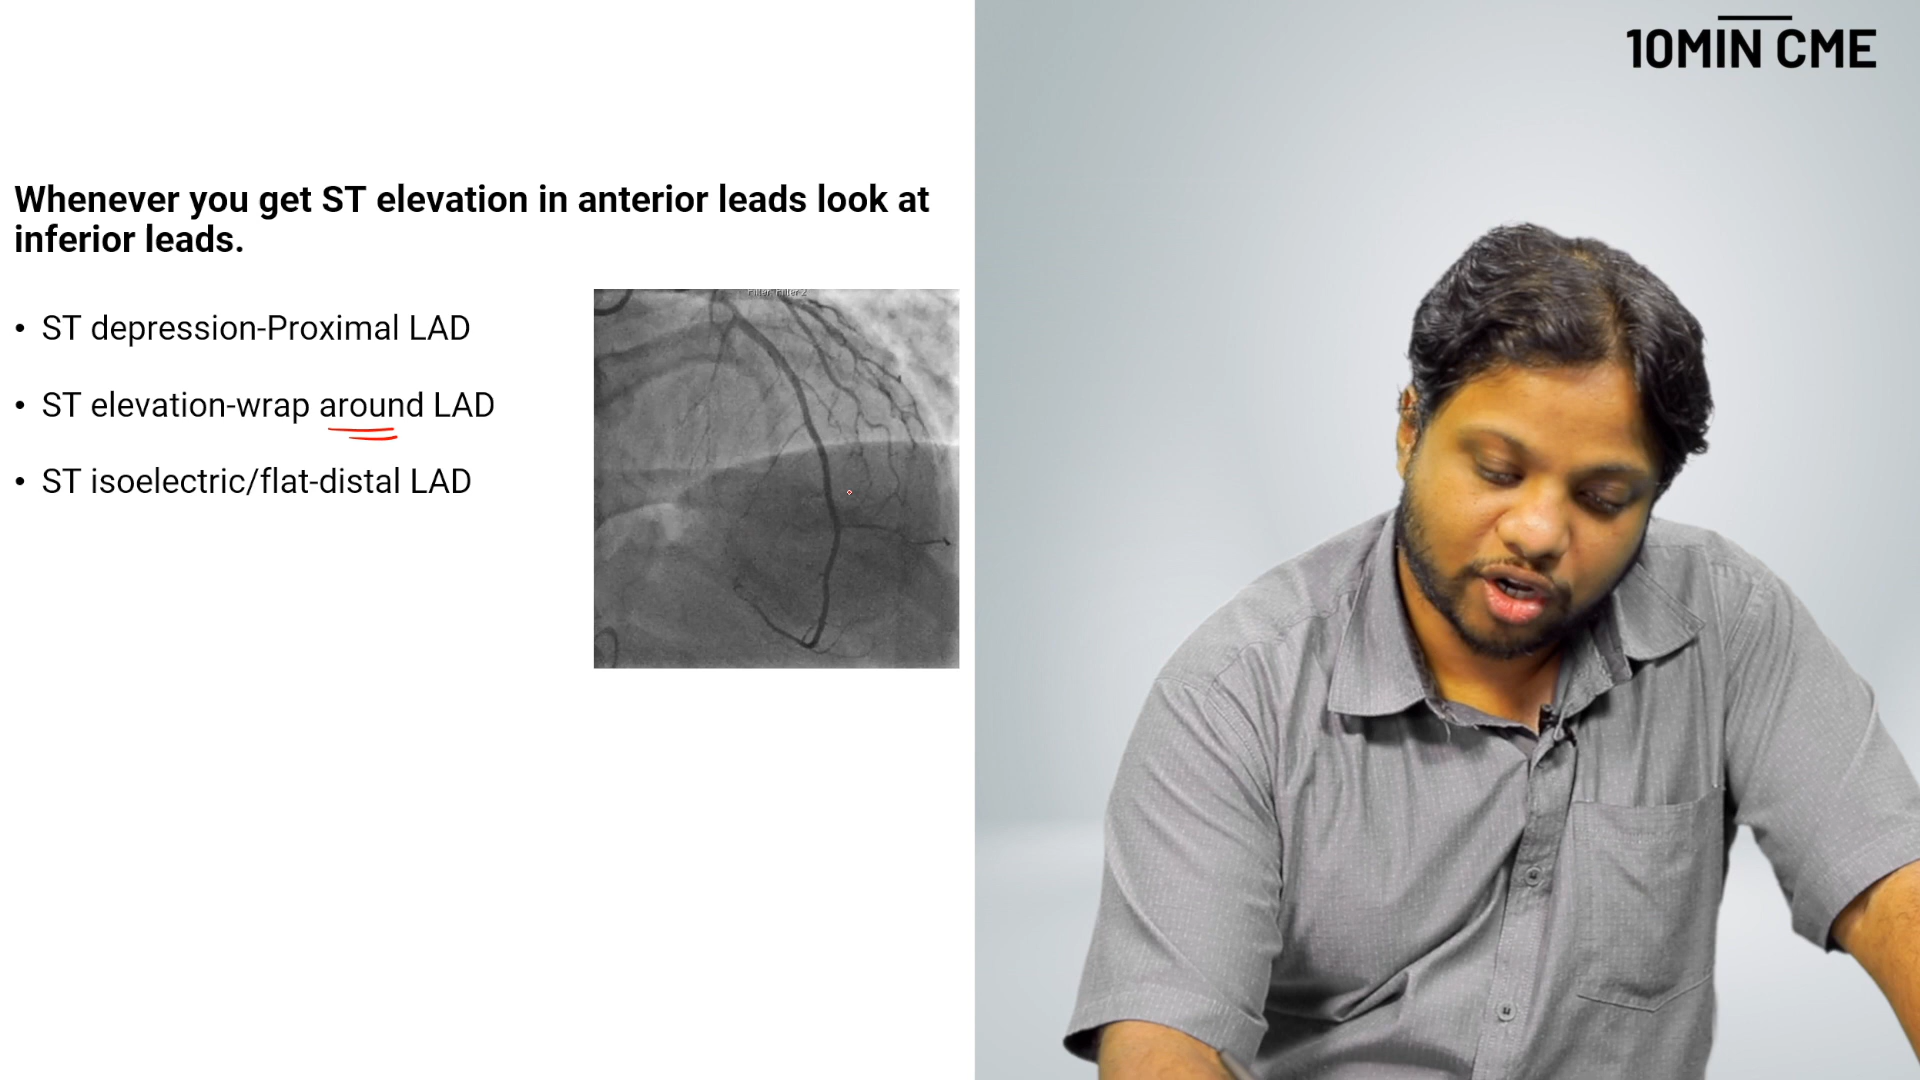 10MIN CME
Whenever you get ST elevation in anterior leads look at
inferior leads.
• ST depression-Proximal LAD
• ST elevation-wrap around LAD
• ST isoelectric/flat-distal LAD